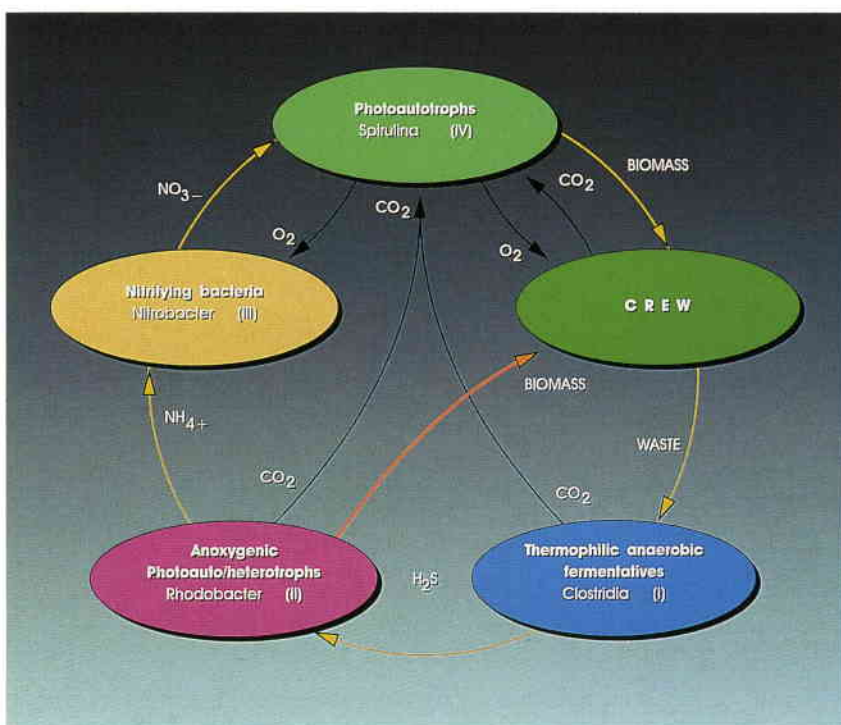 Photoautotrophs
Spirulina (IV)
BIOMASS
CO2
NO3-
CO2
O2
O2
Nitrifying bacteria
Nitrobacter (III)
CREW
BIOMASS
NH4+
WASTE
CO2
CO2
Anoxygenic
Photoauto/heterotrophs
Rhodobacter (II)
H2S
Thermophilic anaerobic
fermentatives
Clostridia (I)